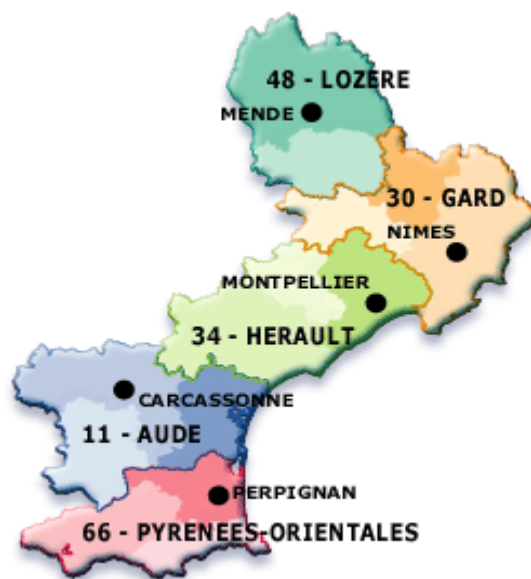 48 - LOZERE
MENDE
30 - GARD
NIMES
MONTPELLIER
34 - HERAULT
CARCASSONNE
11 - AUDE
PERPIGNAN
66 - PYRENEES-ORIENTALES